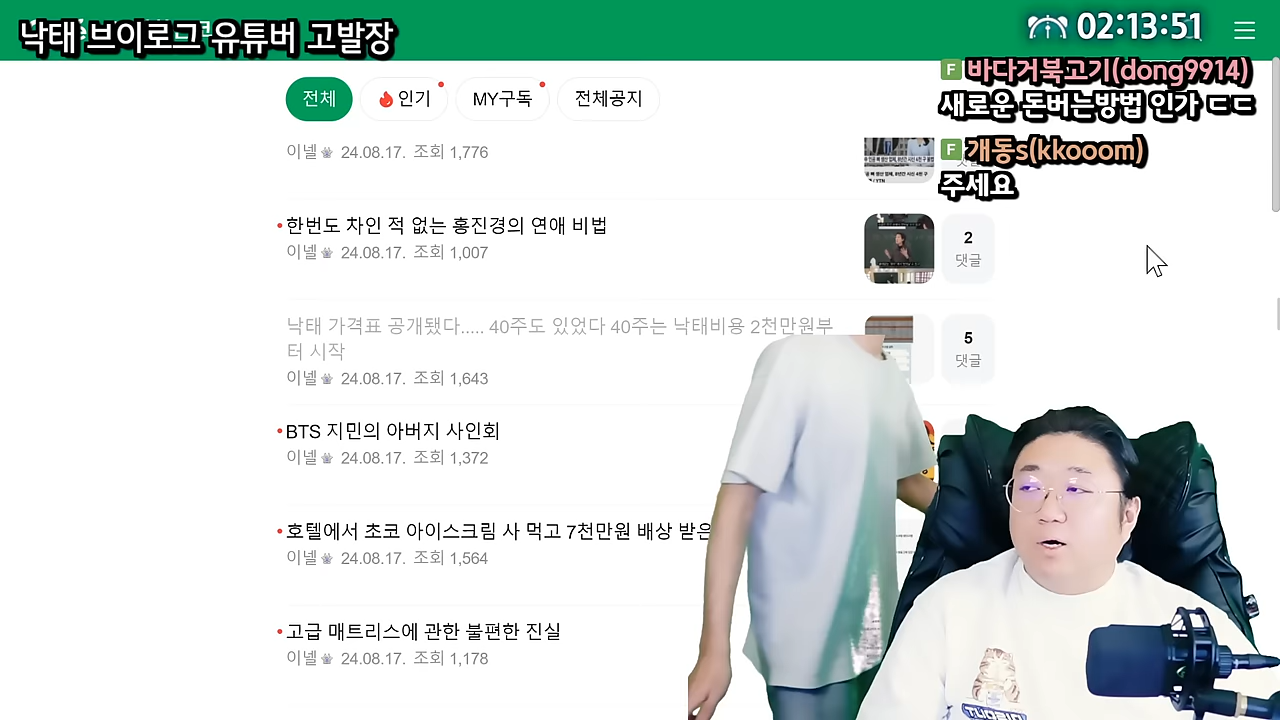 낙태 브이로그 유튜버 고발장
02:13:51
전체
인기
MY구독
전체공지
F 바다거북고기(dong9914)
새로운 돈버는방법 인가 ㄷㄷ
F 개동s(kkooom)
주세요
이넬 24.08.17. 조회 1,776
한번도 차인 적 없는 홍진경의 연애 비법
이넬 24.08.17. 조회 1,007
2
댓글
낙태 가격표 공개됐다..... 40주도 있었다 40주는 낙태비용 2천만원부
터 시작
이넬 24.08.17. 조회 1,643
5
댓글
BTS 지민의 아버지 사인회
이넬 24.08.17. 조회 1,372
호텔에서 초코 아이스크림 사 먹고 7천만원 배상 받은
이넬 24.08.17. 조회 1,564
고급 매트리스에 관한 불편한 진실
이넬 24.08.17. 조회 1,178